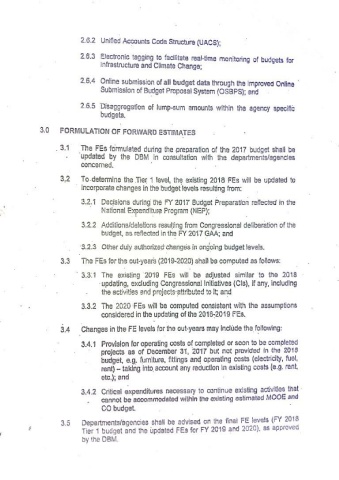 2.6.2 Unified Accounts Code Structure (UACS);
2.6.3 Electronic tagging to facilitate real-time monitoring of budgets for
infrastructure and Climate Change;
2.6.4 Online submission of all budget data through the improved Online
Submission of Budget Proposal System (OSBPS); and
2.6.5 Disaggregation of lump-sum amounts within the agency specific
budgets.
3.0 FORMULATION OF FORWARD ESTIMATES
3.1 The FEs formulated during the preparation of the 2017 budget shall be
updated by the DBM in consultation with the departments/agencies
concerned.
3.2 To determine the Tier 1 level, the existing 2018 FEs will be updated to
incorporate changes in the budget levels resulting from:
3.2.1 Decisions during the FY 2017 Budget Preparation reflected in the
National Expenditure Program (NEP);
3.2.2 Additions/deletions resulting from Congressional deliberation of the
budget, as reflected in the FY 2017 GAA; and
3.2.3 Other duly authorized changes in ongoing budget levels.
3.3 The FEs for the out-years (2019-2020) shall be computed as follows:
3.3.1 The existing 2019 FEs will be adjusted similar to the 2018
updating, excluding Congressional Initiatives (CIs), if any, including
the activities and projects attributed to it; and
3.3.2 The 2020 FEs will be computed consistent with the assumptions
considered in the updating of the 2018-2019 FEs.
3.4 Changes in the FE levels for the out-years may include the following:
3.4.1 Provision for operating costs of completed or soon to be completed
projects as of December 31, 2017 but not provided in the 2018
budget, e.g. furniture, fittings and operating costs (electricity, fuel,
rent) – taking into account any reduction in existing costs (e.g. rent,
etc.); and
3.4.2 Critical expenditures necessary to continue existing activities that
cannot be accommodated within the existing estimated MOOE and
CO budget.
3.5 Departments/agencies shall be advised on the final FE levels (FY 2018
Tier 1 budget and the updated FEs for FY 2019 and 2020), as approved
by the DBM.